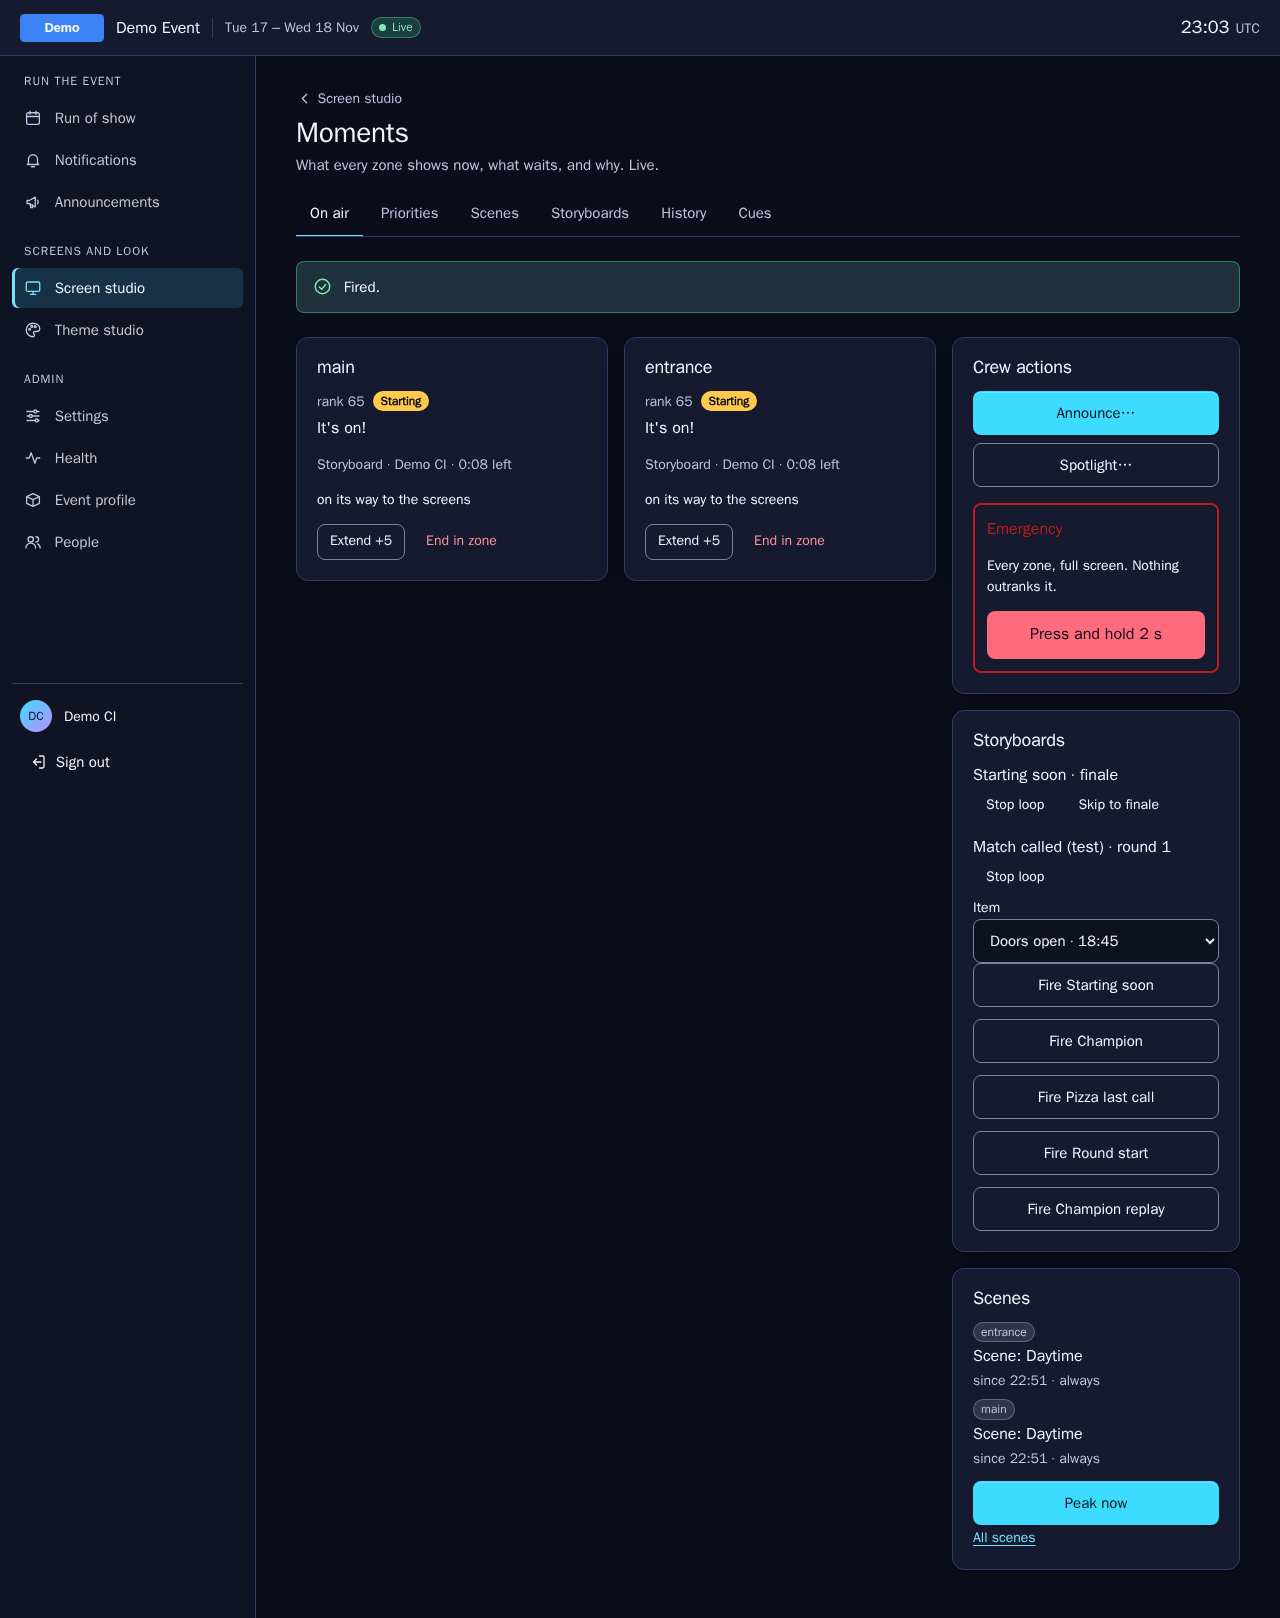 Demo
Demo Event
Tue 17 – Wed 18 Nov
Live
23:03 UTC
RUN THE EVENT
Run of show
Notifications
Announcements
SCREENS AND LOOK
Screen studio
Theme studio
ADMIN
Settings
Health
Event profile
People
DC
Demo CI
Sign out
Screen studio
Moments
What every zone shows now, what waits, and why. Live.
On air
Priorities
Scenes
Storyboards
History
Cues
Fired.
main
rank 65 Starting
It's on!
Storyboard · Demo CI · 0:08 left
on its way to the screens
Extend +5
End in zone
entrance
rank 65 Starting
It's on!
Storyboard · Demo CI · 0:08 left
on its way to the screens
Extend +5
End in zone
Crew actions
Announce⋯
Spotlight⋯
Emergency
Every zone, full screen. Nothing
outranks it.
Press and hold 2 s
Storyboards
Starting soon · finale
Stop loop
Skip to finale
Match called (test) · round 1
Stop loop
Item
Doors open · 18:45
Fire Starting soon
Fire Champion
Fire Pizza last call
Fire Round start
Fire Champion replay
Scenes
entrance
Scene: Daytime
since 22:51 · always
main
Scene: Daytime
since 22:51 · always
Peak now
All scenes